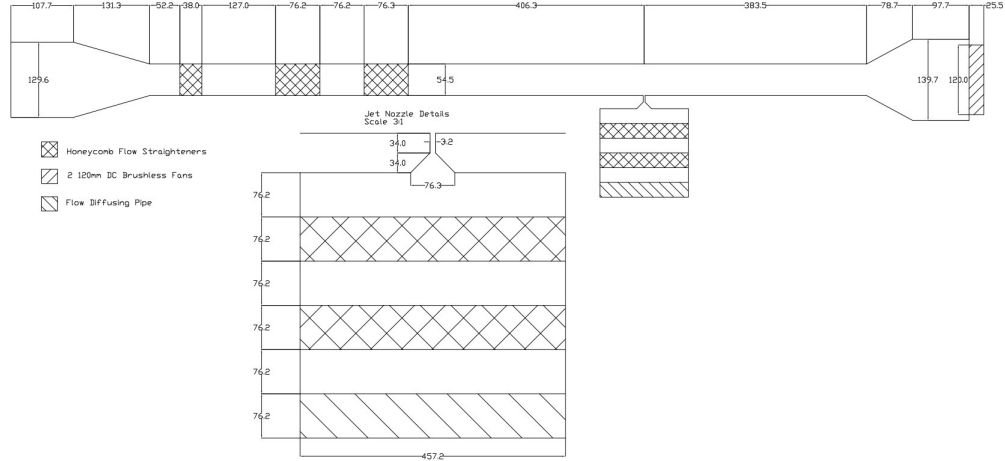 107.7 131.3 52.2 38.0 127.0 76.2 76.2 76.3 406.3 383.5 78.7 97.7 25.5
129.6 54.5 139.7 120.0
Jet Nozzle Details
Scale 3:1
34.0 3.2
34.0
76.3
Honeycomb Flow Straighteners
2 120mm DC Brushless Fans
Flow Diffusing Pipe
76.2
76.2
76.2
76.2
76.2
76.2
457.2